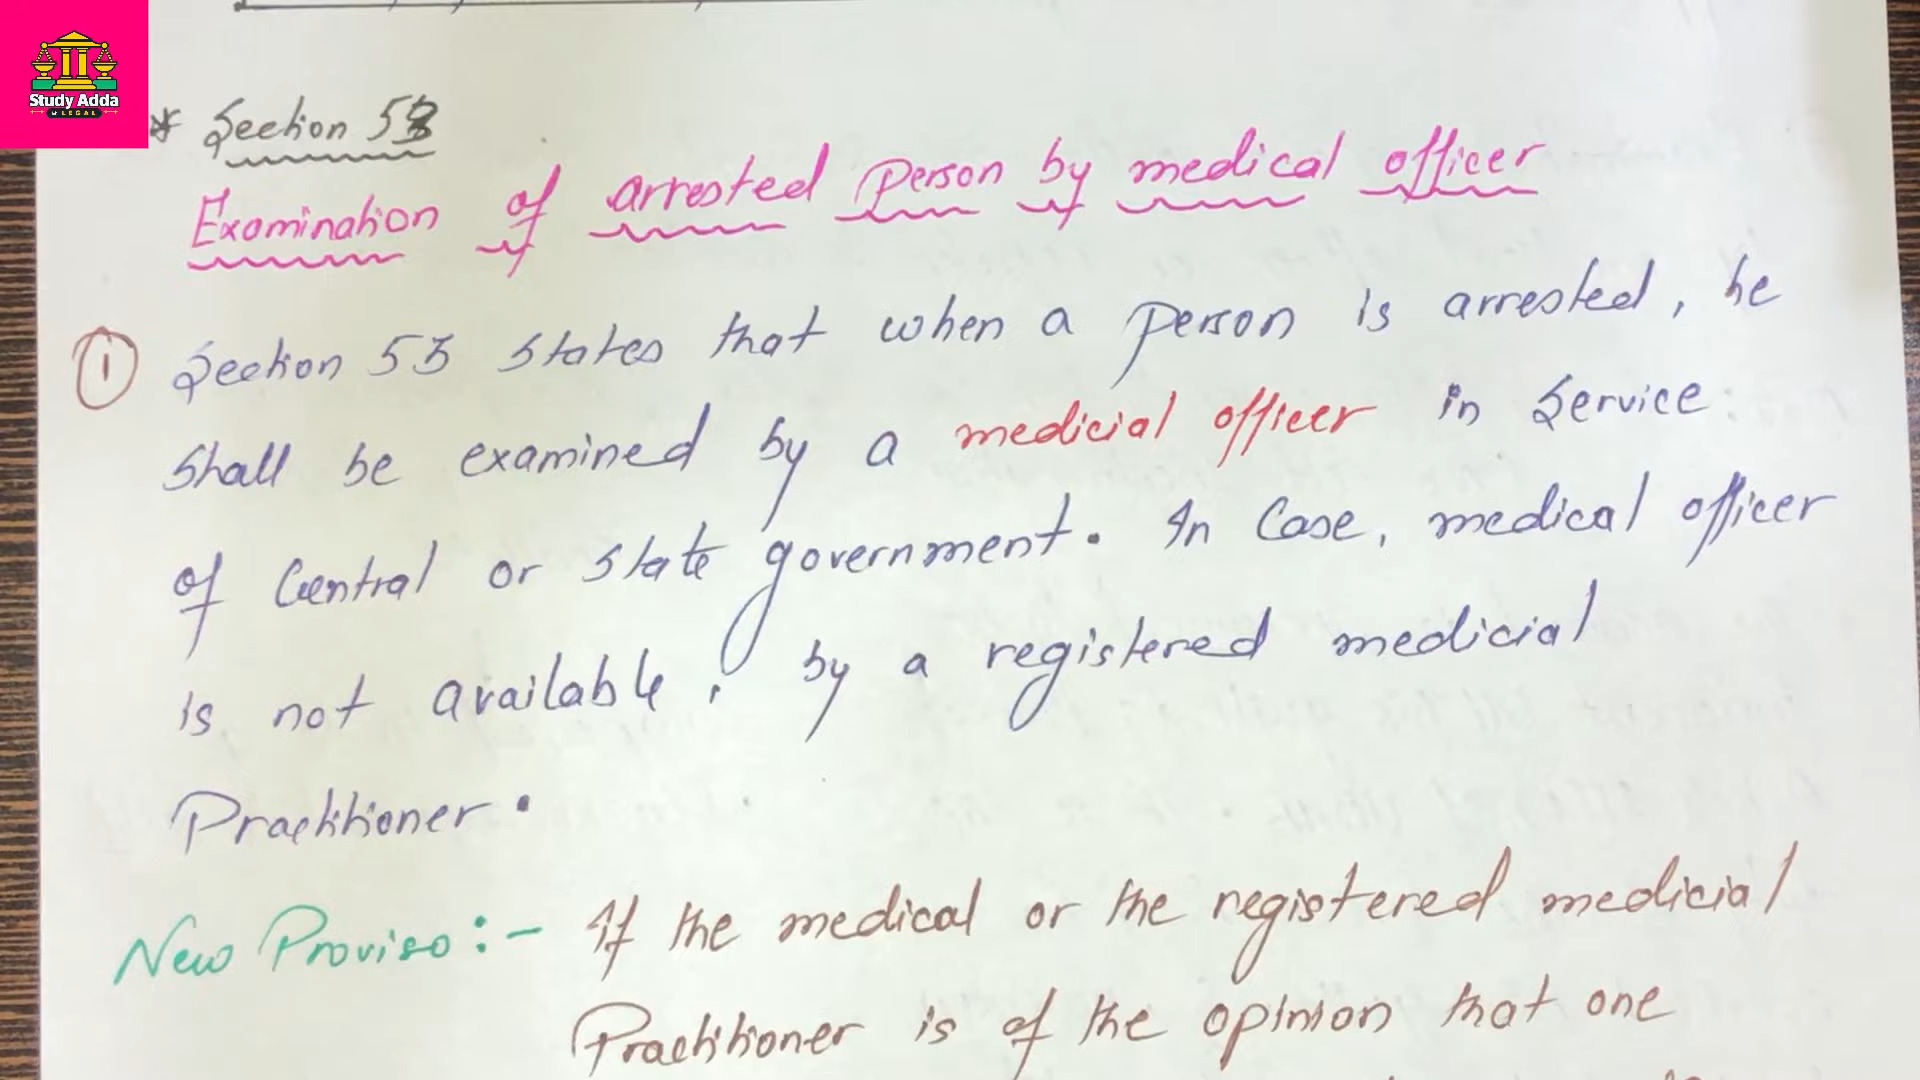 Study Adda
LEGAL
* Section 53
Examination of arrested Person by medical officer
① Section 53 States that when a person is arrested, he
Shall be examined by a medicial officer in Service
of Central or State government. In Case, medical officer
is not available, by a registered medicial
Practitioner.
New Proviso:- If the medical or the registered medicial
Practitioner is of the opinion that one